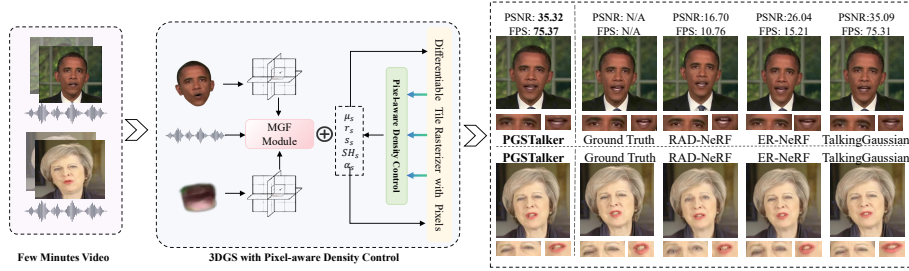 Few Minutes Video
MGF
Module
μs
rs
ss
SHs
αs
Pixel-aware Density Control
Differentiable Tile Rasterizer with Pixels
3DGS with Pixel-aware Density Control
PSNR: 35.32 PSNR: N/A PSNR:16.70 PSNR:26.04 PSNR:35.09
FPS: 75.37 FPS: N/A FPS: 10.76 FPS: 15.21 FPS: 75.31
PGSTalker Ground Truth RAD-NeRF ER-NeRF TalkingGaussian
PGSTalker Ground Truth RAD-NeRF ER-NeRF TalkingGaussian